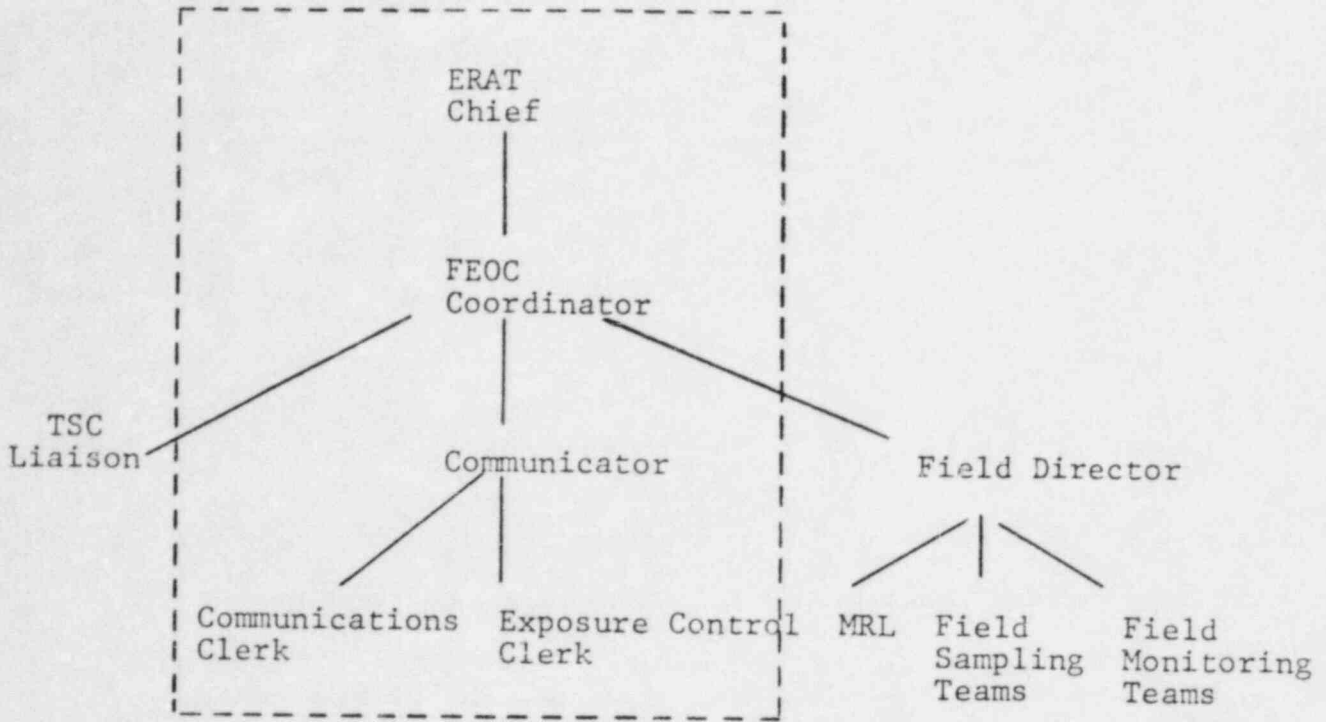 ERAT
Chief
FEOC
Coordinator
TSC
Liaison
Communicator
Field Director
Communications
Clerk
Exposure Control
Clerk
MRL
Field
Sampling
Teams
Field
Monitoring
Teams